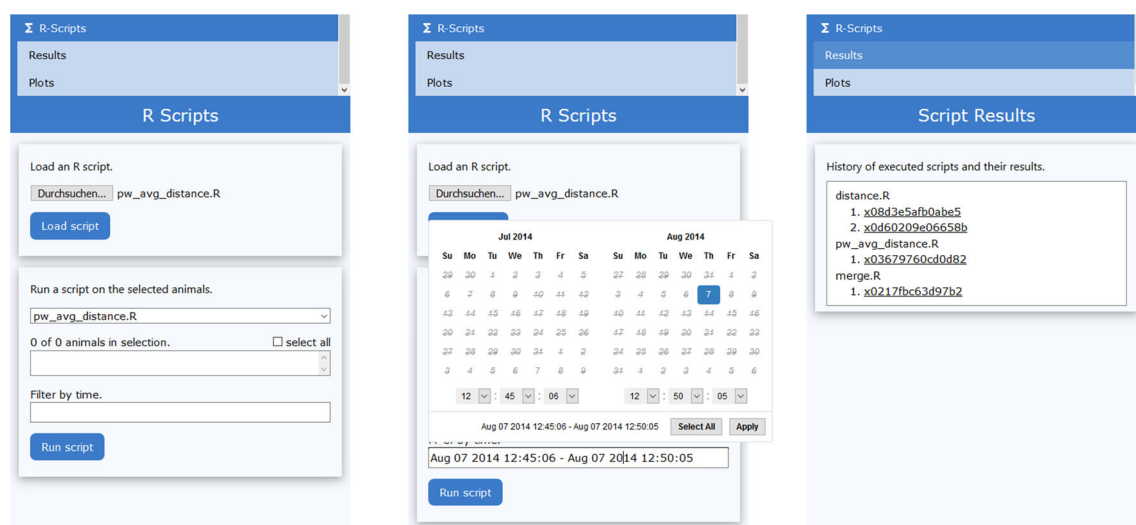 Σ R-Scripts
Results
Plots
R Scripts
Load an R script.
Durchsuchen... pw_avg_distance.R
Load script
Run a script on the selected animals.
pw_avg_distance.R
0 of 0 animals in selection. select all
Filter by time.
Run script
Σ R-Scripts
Results
Plots
R Scripts
Load an R script.
Durchsuchen... pw_avg_distance.R
Jul 2014
Su Mo Tu We Th Fr Sa
29 30 1 2 3 4 5
6 7 8 9 10 11 12
13 14 15 16 17 18 19
20 21 22 23 24 25 26
27 28 29 30 31 1 2
3 4 5 6 7 8 9
12 : 45 : 06
Aug 2014
Su Mo Tu We Th Fr Sa
27 28 29 30 31 1 2
3 4 5 6 7 8 9
10 11 12 13 14 15 16
17 18 19 20 21 22 23
24 25 26 27 28 29 30
31 1 2 3 4 5 6
12 : 50 : 05
Aug 07 2014 12:45:06 - Aug 07 2014 12:50:05 Select All Apply
Filter by time.
Aug 07 2014 12:45:06 - Aug 07 2014 12:50:05
Run script
Σ R-Scripts
Results
Plots
Script Results
History of executed scripts and their results.
distance.R
1. x08d3e5afb0abe5
2. x0d60209e06658b
pw_avg_distance.R
1. x03679760cd0d82
merge.R
1. x0217fbc63d97b2